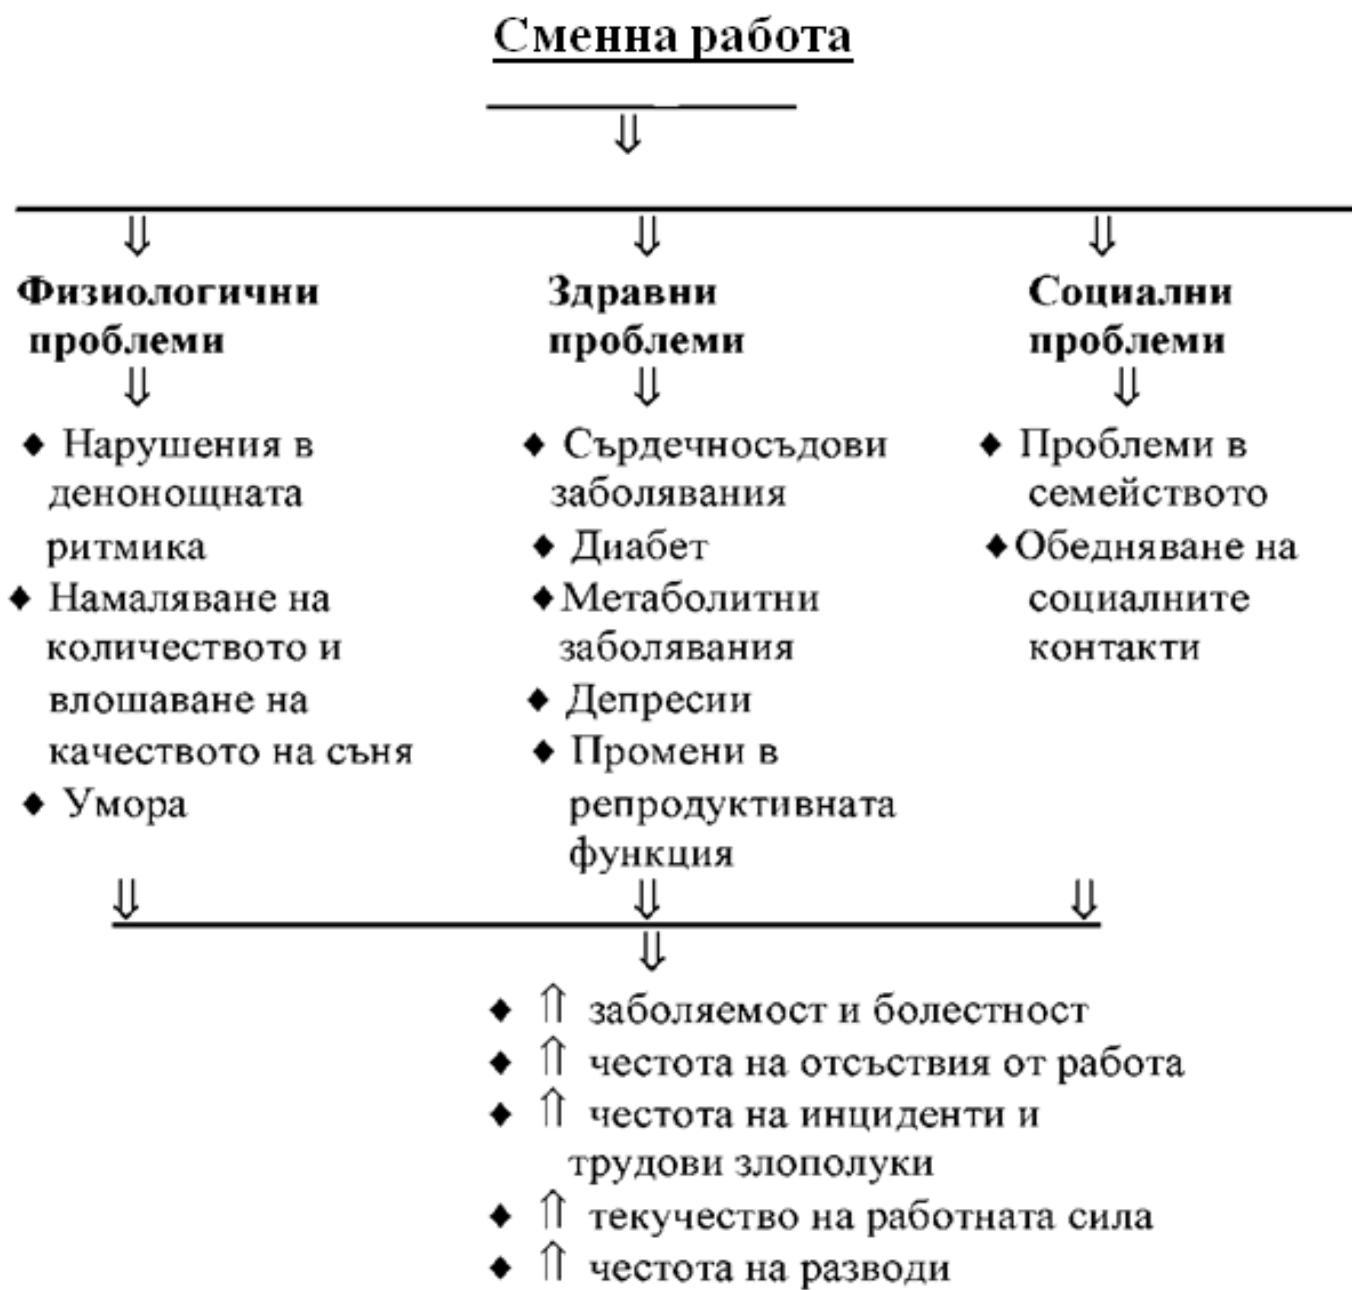 Сменна работа
⇓
⇓ ⇓ ⇓
Физиологични
проблеми
⇓
♦ Нарушения в
денонощната
ритмика
♦ Намаляване на
количеството и
влошаване на
качеството на съня
♦ Умора
⇓
Здравни
проблеми
⇓
♦ Сърдечносъдови
заболявания
♦ Диабет
♦ Метаболитни
заболявания
♦ Депресии
♦ Промени в
репродуктивната
функция
⇓
Социални
проблеми
⇓
♦ Проблеми в
семейството
♦ Обедняване на
социалните
контакти
⇓
⇓
♦ ⇑ заболяемост и болестност
♦ ⇑ честота на отсъствия от работа
♦ ⇑ честота на инциденти и
трудови злополуки
♦ ⇑ текучество на работната сила
♦ ⇑ честота на разводи